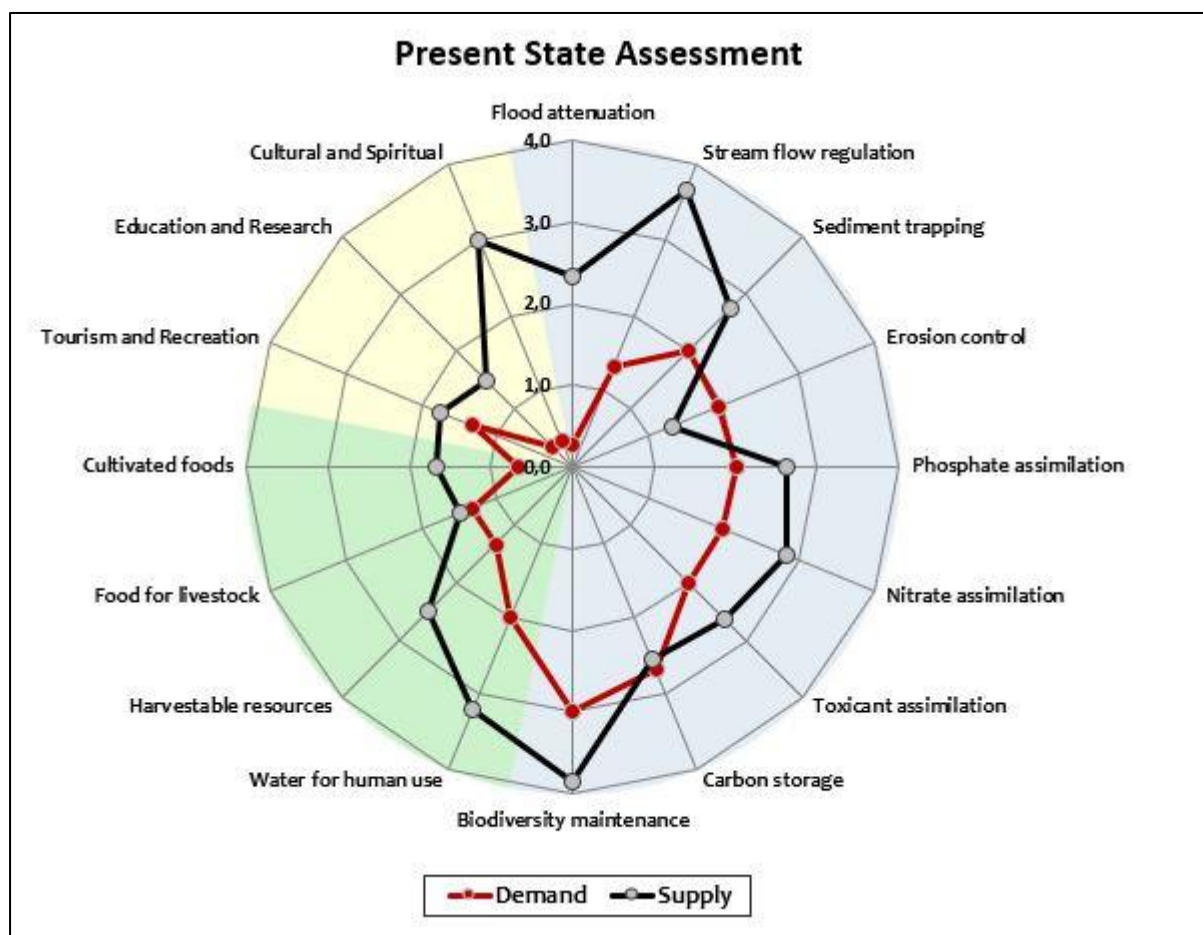 Present State Assessment
Flood attenuation
4,0
Cultural and Spiritual
Stream flow regulation
Education and Research
3,0
Sediment trapping
2,0
Tourism and Recreation
Erosion control
1,0
Cultivated foods
0,0
Phosphate assimilation
Food for livestock
Nitrate assimilation
Harvestable resources
Toxicant assimilation
Water for human use
Carbon storage
Biodiversity maintenance
Demand
Supply